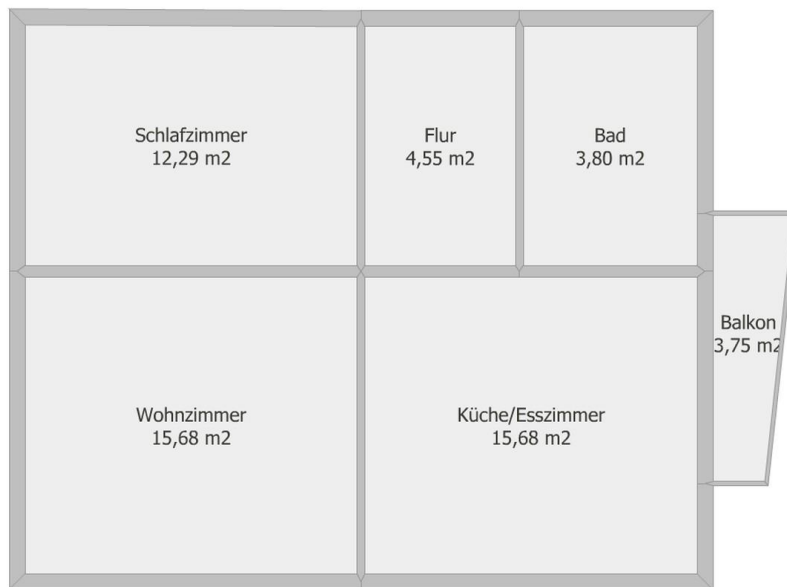 Schlafzimmer
12,29 m2
Flur
4,55 m2
Bad
3,80 m2
Balkon
3,75 m2
Wohnzimmer
15,68 m2
Küche/Esszimmer
15,68 m2